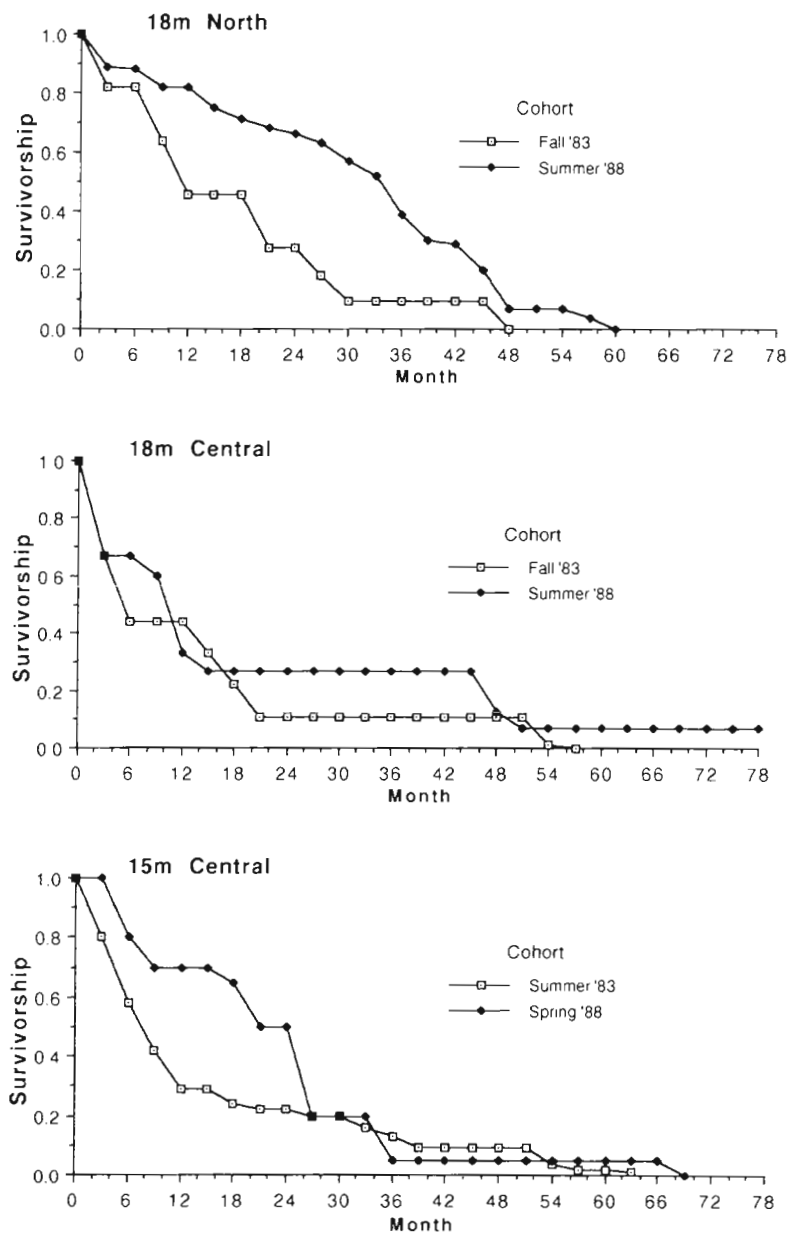 18m North
1.0
0.8
0.6
0.4
0.2
0.0
Survivorship
Cohort
Fall '83
Summer '88
0 6 12 18 24 30 36 42 48 54 60 66 72 78
Month
18m Central
1.0
0.8
0.6
0.4
0.2
0.0
Survivorship
Cohort
Fall '83
Summer '88
0 6 12 18 24 30 36 42 48 54 60 66 72 78
Month
15m Central
1.0
0.8
0.6
0.4
0.2
0.0
Survivorship
Cohort
Summer '83
Spring '88
0 6 12 18 24 30 36 42 48 54 60 66 72 78
Month